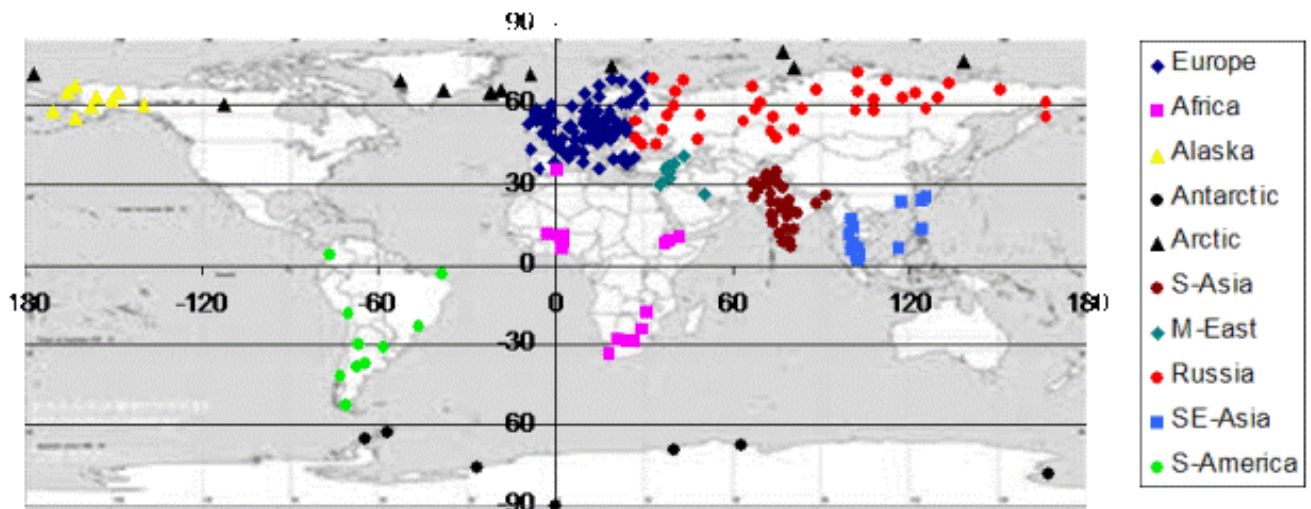 90
60
30
0
180 -120 -60 0 60 120 180
-30
-60
-90
Europe
Africa
Alaska
Antarctic
Arctic
S-Asia
M-East
Russia
SE-Asia
S-America